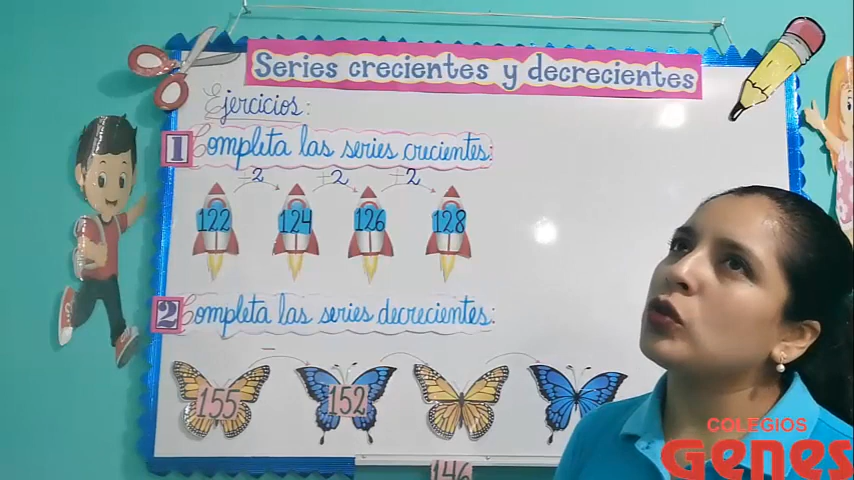 Series crecientes y decrecientes
Ejercicios:
1 Completa las series crecientes:
+2 +2 +2
122 124 126 128
2 Completa las series decrecientes:
−
155 152
146
COLEGIOS
Genes